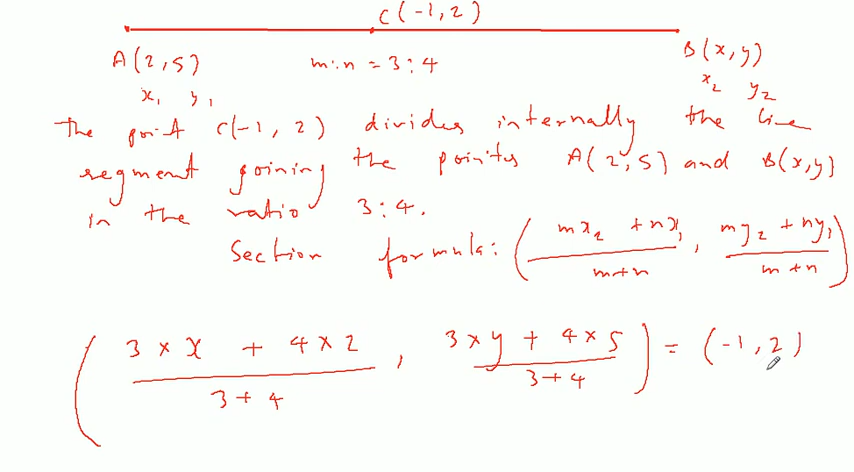 C(-1,2)
A(2,5) m:n = 3:4 B(x,y)
x₁ y₁ x₂ y₂
The point C(-1, 2) divides internally the line
segment goining the pointes A(2,5) and B(x,y)
in the ratio 3:4.
Section formula: ( (mx₂ + nx₁)/(m+n) , (my₂ + ny₁)/(m+n) )
( (3 × x + 4 × 2)/(3+4) , (3 × y + 4 × 5)/(3+4) ) = (-1, 2)